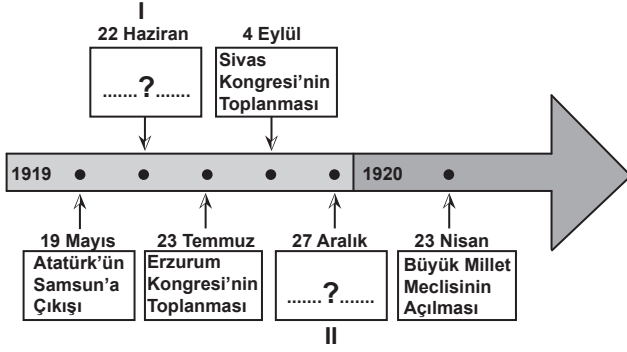 I
22 Haziran
.......?.......
4 Eylül
Sivas
Kongresi’nin
Toplanması
1919
1920
19 Mayıs
Atatürk’ün
Samsun’a
Çıkışı
23 Temmuz
Erzurum
Kongresi’nin
Toplanması
27 Aralık
.......?.......
II
23 Nisan
Büyük Millet
Meclisinin
Açılması